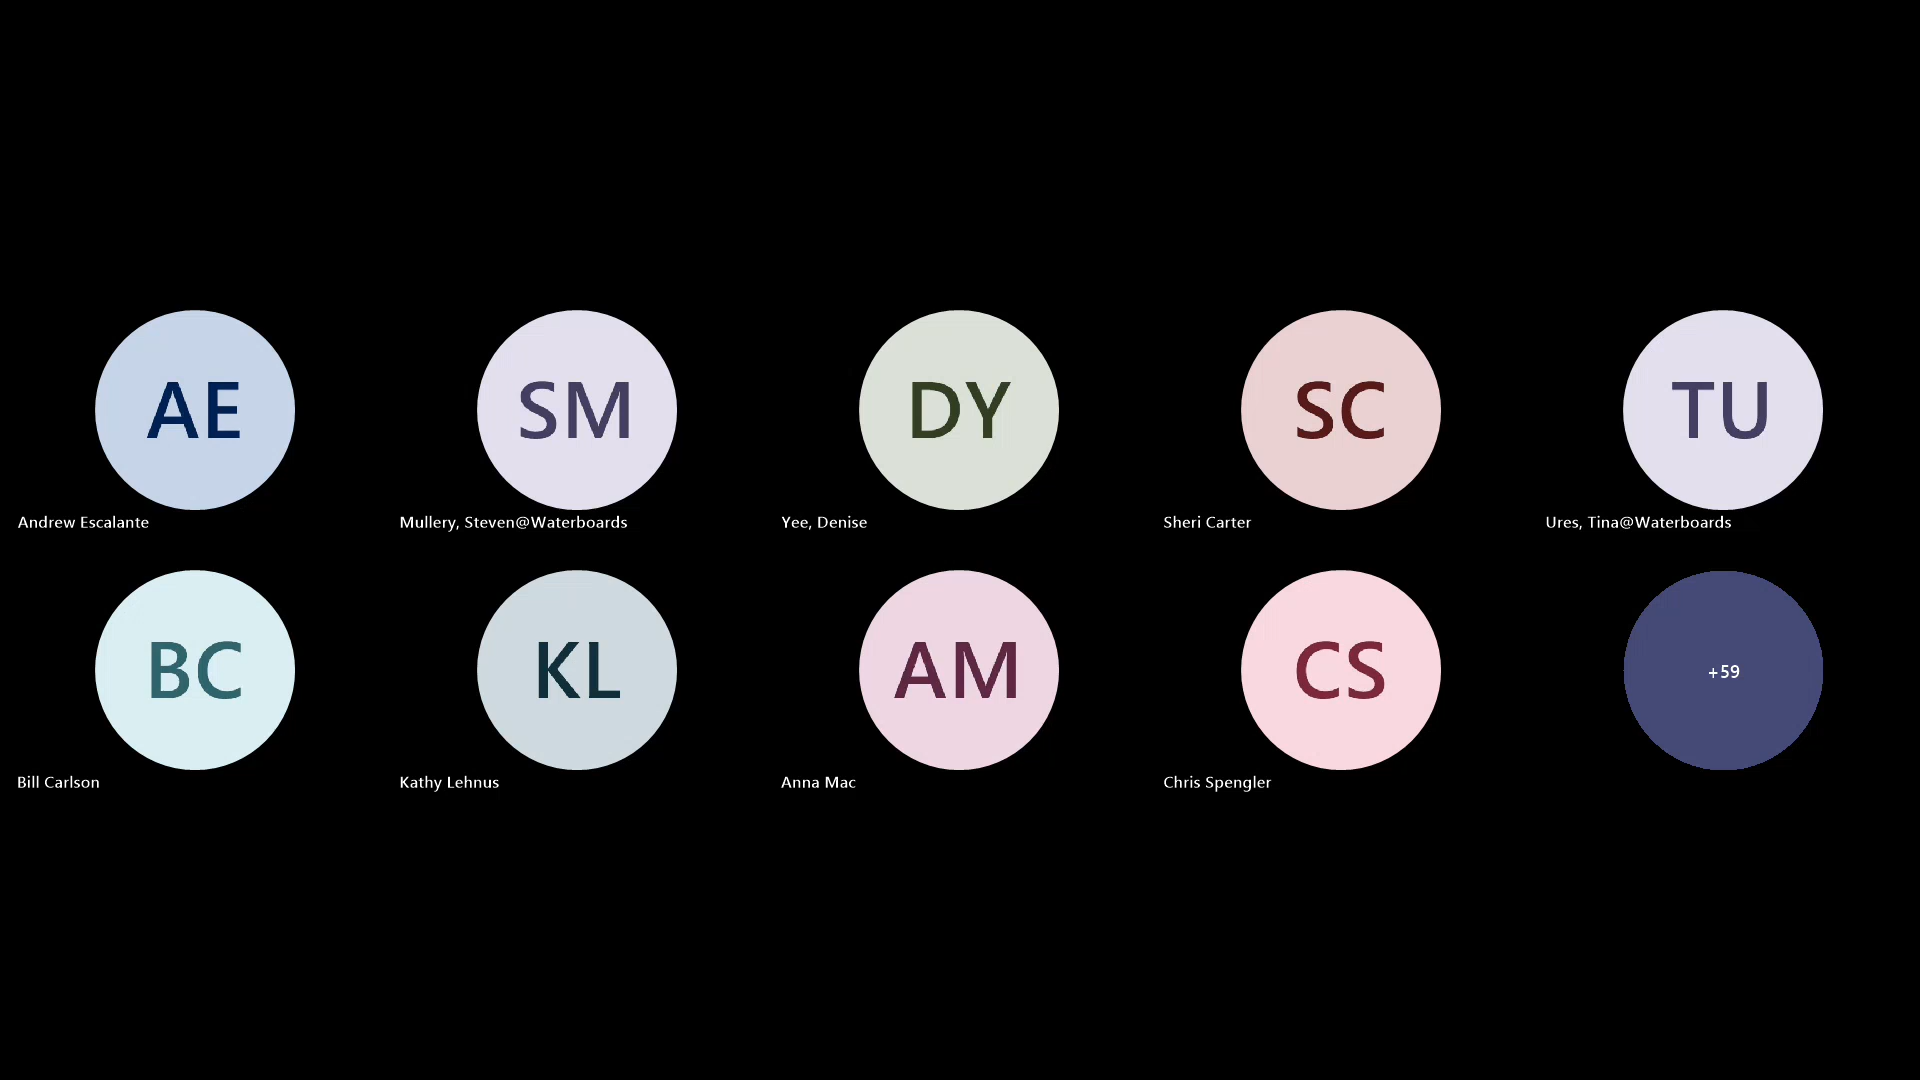 AE
SM
DY
SC
TU
Andrew Escalante
Mullery, Steven@Waterboards
Yee, Denise
Sheri Carter
Ures, Tina@Waterboards
BC
KL
AM
CS
+59
Bill Carlson
Kathy Lehnus
Anna Mac
Chris Spengler